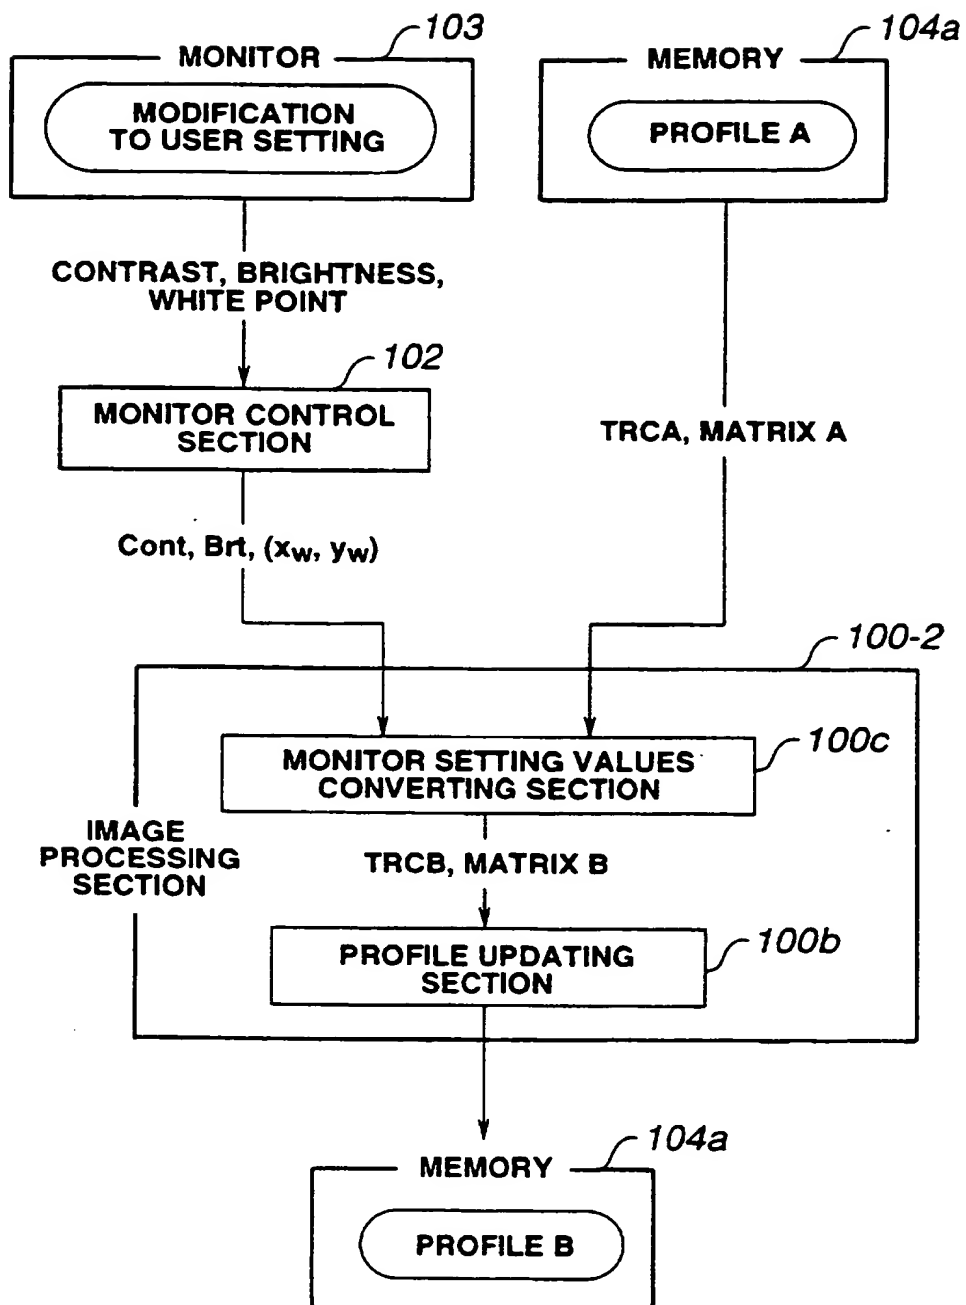 103
104a
MONITOR
MEMORY
MODIFICATION
TO USER SETTING
PROFILE A
CONTRAST, BRIGHTNESS,
WHITE POINT
102
MONITOR CONTROL
SECTION
TRCA, MATRIX A
Cont, Brt, (xw, yw)
100-2
100c
MONITOR SETTING VALUES
CONVERTING SECTION
IMAGE
PROCESSING
SECTION
TRCB, MATRIX B
100b
PROFILE UPDATING
SECTION
104a
MEMORY
PROFILE B